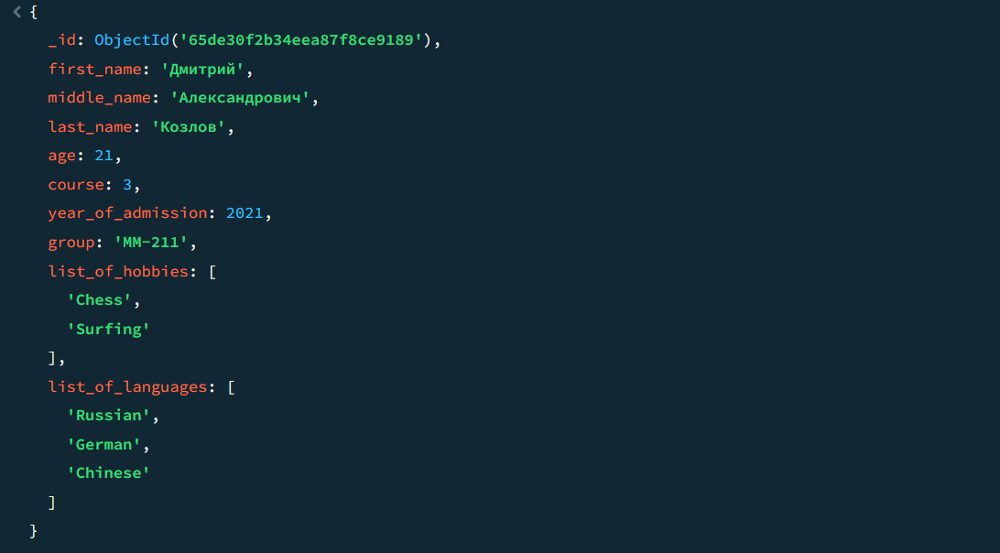 {
_id: ObjectId('65de30f2b34eea87f8ce9189'),
first_name: 'Дмитрий',
middle_name: 'Александрович',
last_name: 'Козлов',
age: 21,
course: 3,
year_of_admission: 2021,
group: 'ММ-211',
list_of_hobbies: [
'Chess',
'Surfing'
],
list_of_languages: [
'Russian',
'German',
'Chinese'
]
}